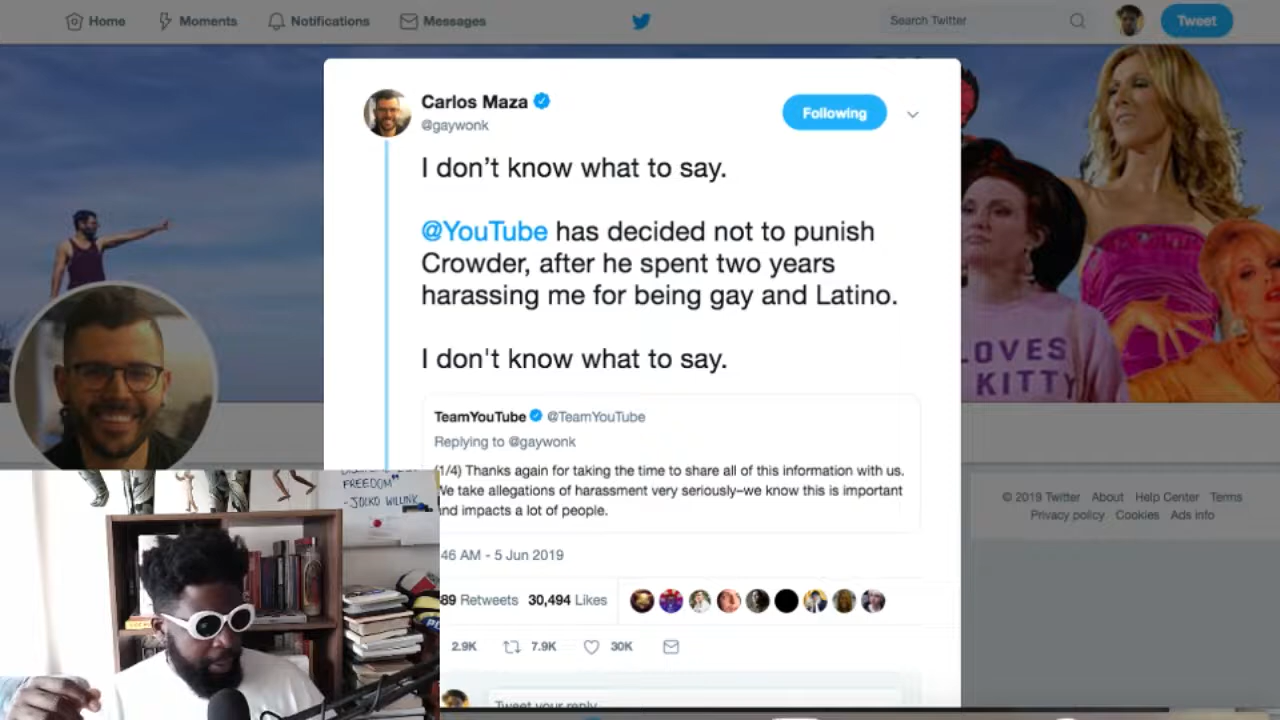 Home Moments Notifications Messages Search Twitter Tweet
Carlos Maza
@gaywonk
Following
I don’t know what to say.
@YouTube has decided not to punish
Crowder, after he spent two years
harassing me for being gay and Latino.
I don't know what to say.
TeamYouTube @TeamYouTube
Replying to @gaywonk
1/4) Thanks again for taking the time to share all of this information with us.
We take allegations of harassment very seriously–we know this is important
and impacts a lot of people.
46 AM - 5 Jun 2019
89 Retweets 30,494 Likes
2.9K 7.9K 30K
Tweet your reply
LOVES
KITTY
© 2019 Twitter About Help Center Terms
Privacy policy Cookies Ads info
FREEDOM"
-JOCKO WILLINK